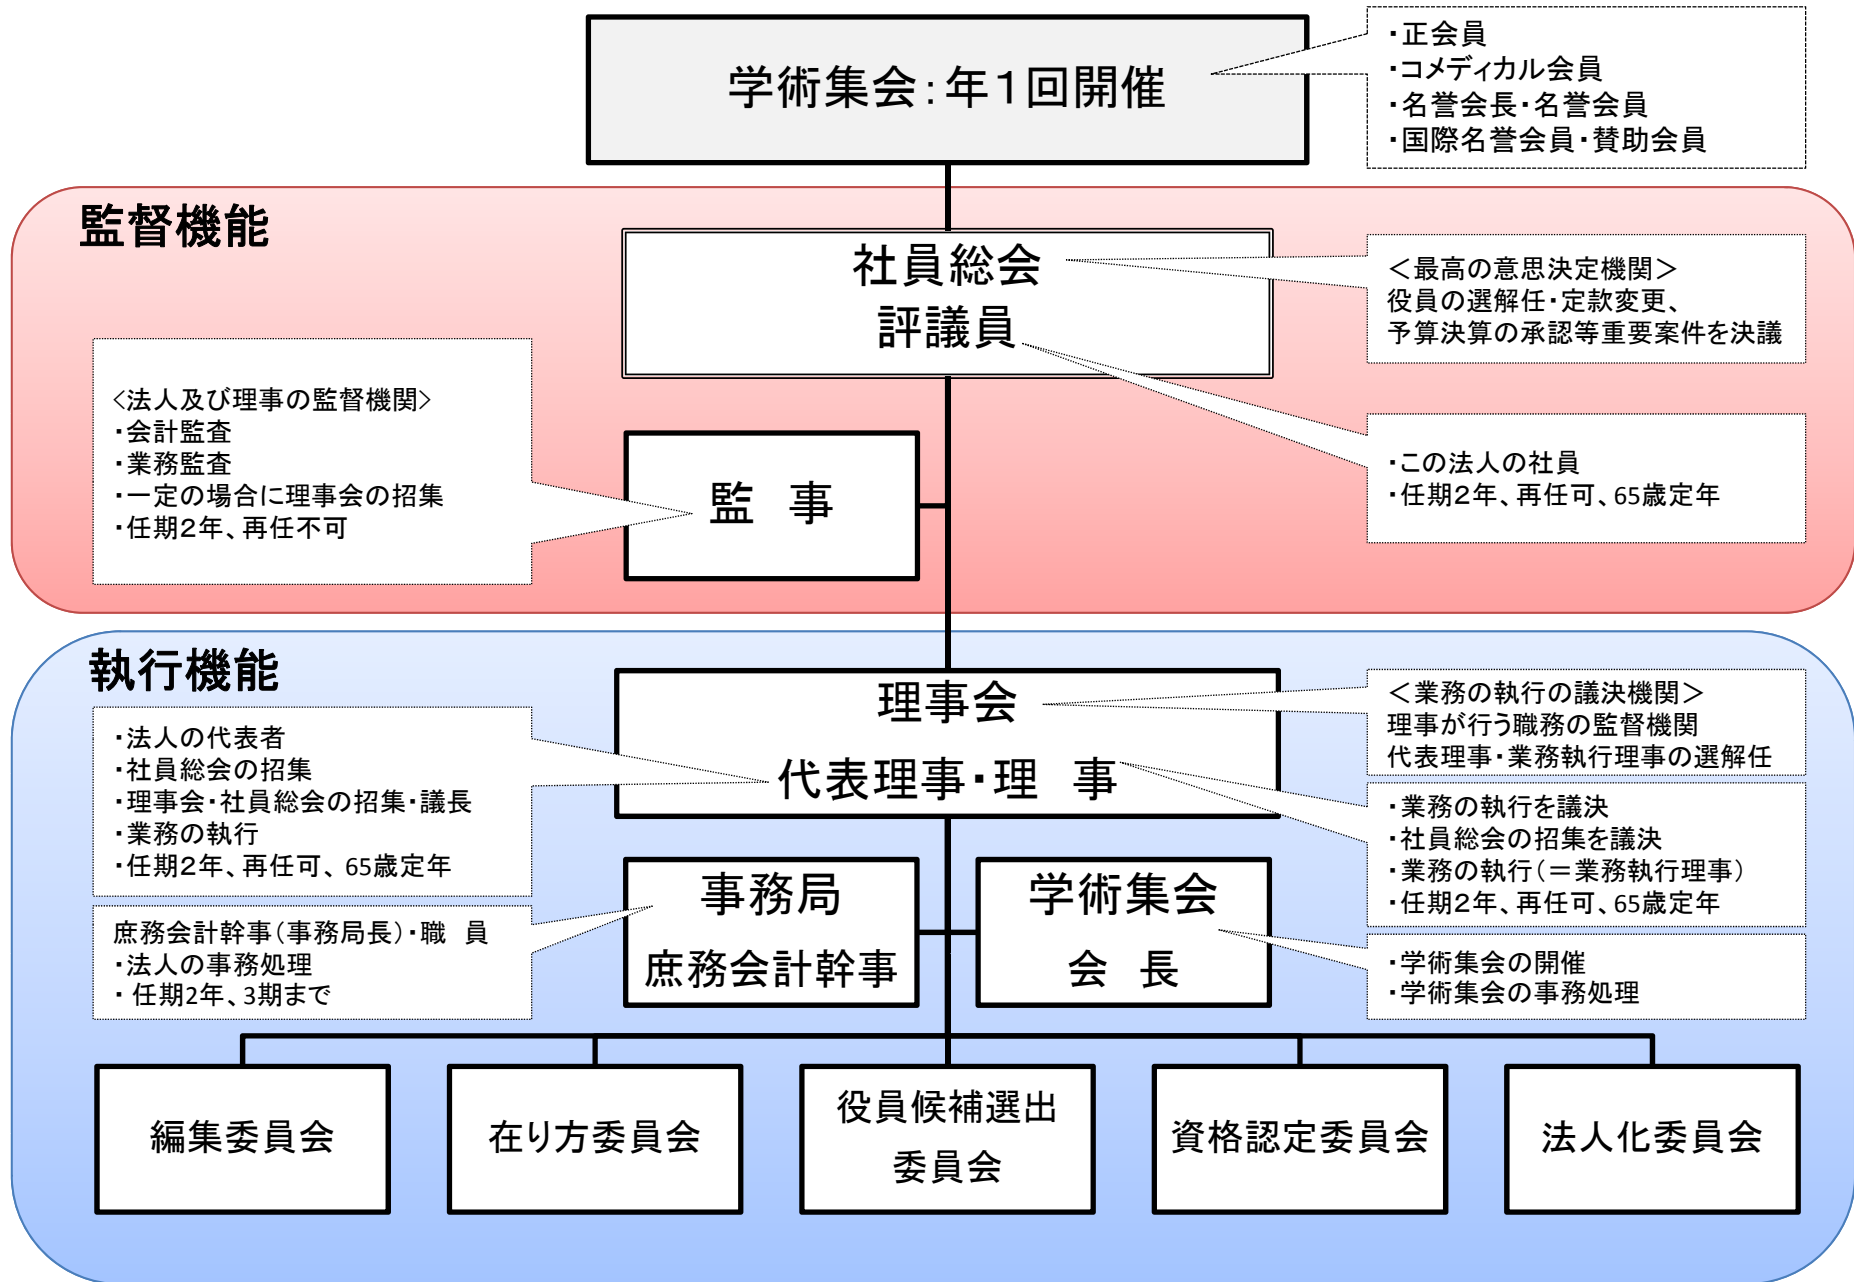 学術集会：年１回開催
・正会員
・コメディカル会員
・名誉会長・名誉会員
・国際名誉会員・賛助会員
監督機能
社員総会
評議員
＜最高の意思決定機関＞
役員の選解任・定款変更、
予算決算の承認等重要案件を決議
<法人及び理事の監督機関>
・会計監査
・業務監査
・一定の場合に理事会の招集
・任期２年、再任不可
監　事
・この法人の社員
・任期２年、再任可、65歳定年
執行機能
理事会
代表理事・理　事
＜業務の執行の議決機関＞
理事が行う職務の監督機関
代表理事・業務執行理事の選解任
・法人の代表者
・社員総会の招集
・理事会・社員総会の招集・議長
・業務の執行
・任期２年、再任可、65歳定年
・業務の執行を議決
・社員総会の招集を議決
・業務の執行（＝業務執行理事）
・任期２年、再任可、65歳定年
庶務会計幹事（事務局長）・職　員
・法人の事務処理
・ 任期2年、3期まで
事務局
庶務会計幹事
学術集会
会　長
・学術集会の開催
・学術集会の事務処理
編集委員会
在り方委員会
役員候補選出
委員会
資格認定委員会
法人化委員会